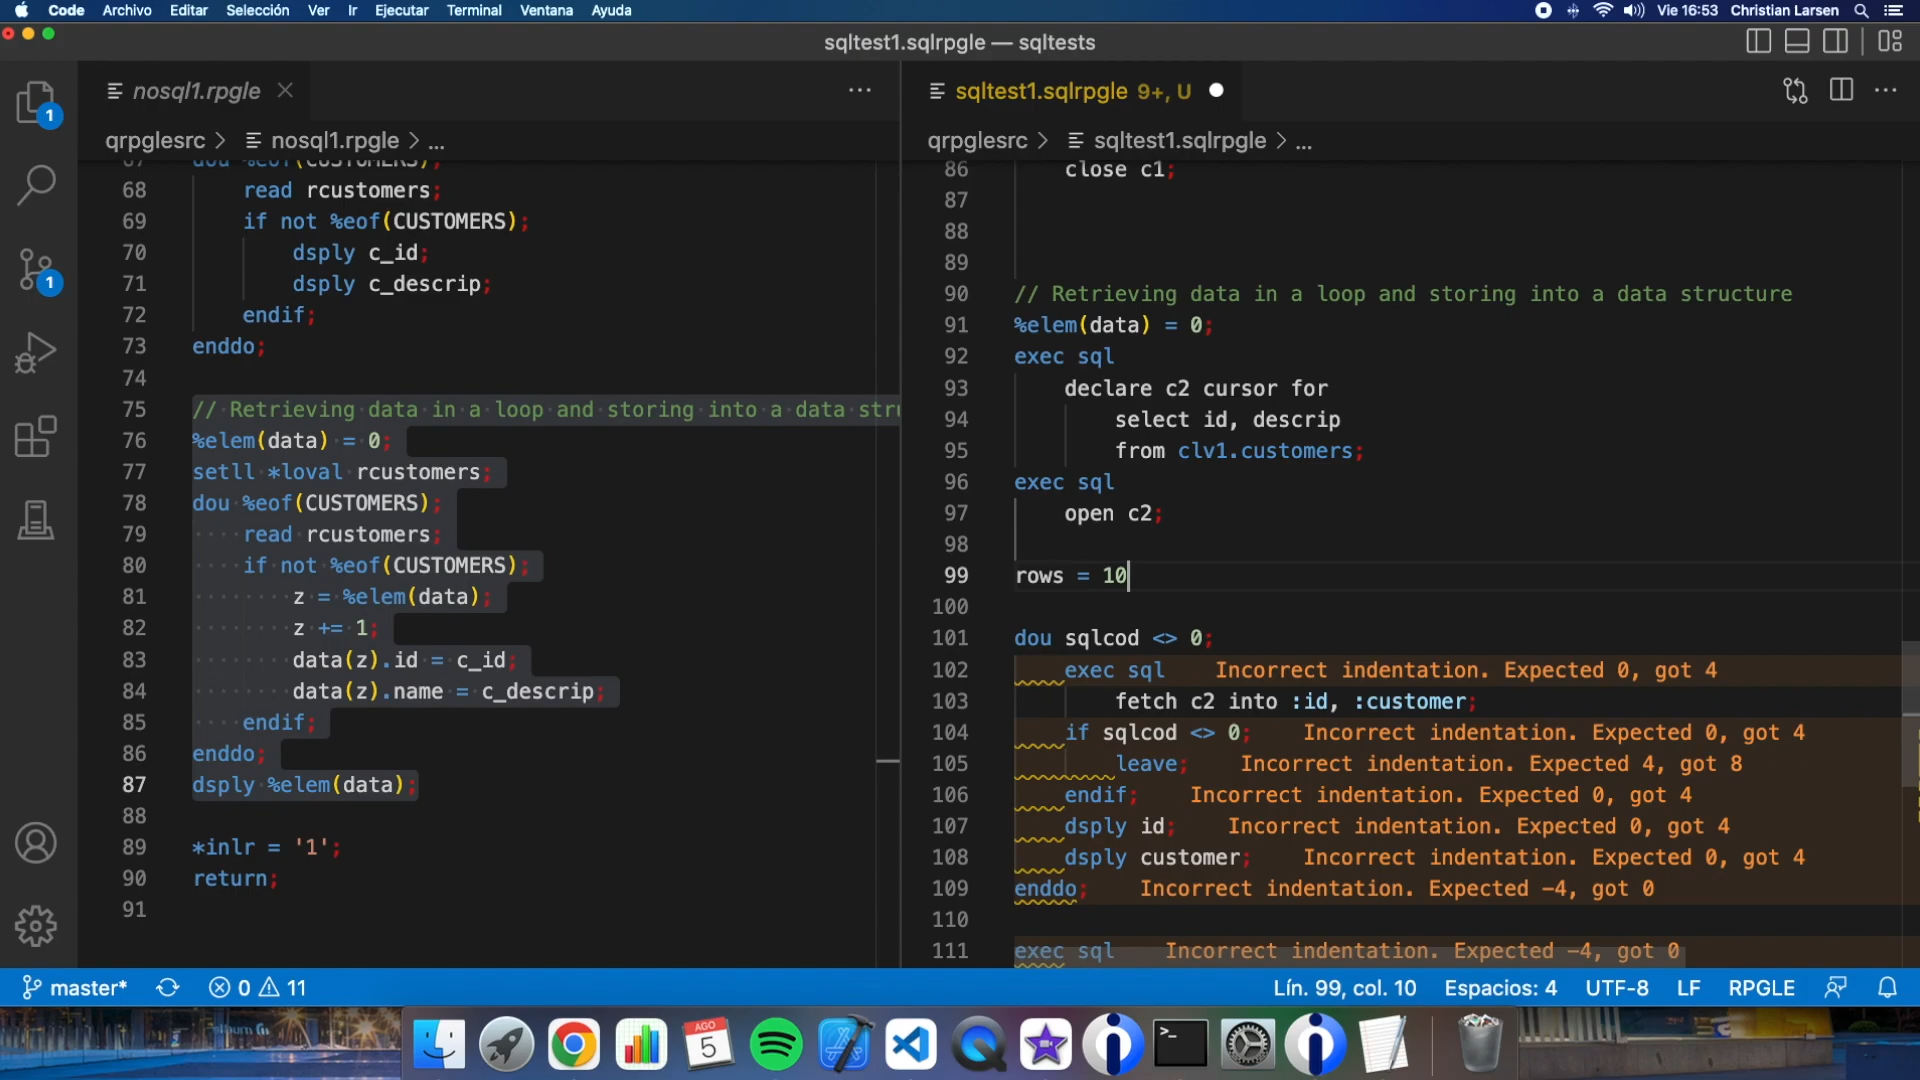 Code Archivo Editar Selección Ver Ir Ejecutar Terminal Ventana Ayuda Vie 16:53 Christian Larsen
sqltest1.sqlrpgle — sqltests
nosql1.rpgle
qrpglesrc > nosql1.rpgle > ...
67 dou %eof(CUSTOMERS);
68 read rcustomers;
69 if not %eof(CUSTOMERS);
70 dsply c_id;
71 dsply c_descrip;
72 endif;
73 enddo;
74
75 // Retrieving data in a loop and storing into a data stru
76 %elem(data) = 0;
77 setll *loval rcustomers;
78 dou %eof(CUSTOMERS);
79 read rcustomers;
80 if not %eof(CUSTOMERS);
81 z = %elem(data);
82 z += 1;
83 data(z).id = c_id;
84 data(z).name = c_descrip;
85 endif;
86 enddo;
87 dsply %elem(data);
88
89 *inlr = '1';
90 return;
91
sqltest1.sqlrpgle 9+, U
qrpglesrc > sqltest1.sqlrpgle > ...
86 close c1;
87
88
89
90 // Retrieving data in a loop and storing into a data structure
91 %elem(data) = 0;
92 exec sql
93 declare c2 cursor for
94 select id, descrip
95 from clv1.customers;
96 exec sql
97 open c2;
98
99 rows = 10
100
101 dou sqlcod <> 0;
102 exec sql Incorrect indentation. Expected 0, got 4
103 fetch c2 into :id, :customer;
104 if sqlcod <> 0; Incorrect indentation. Expected 0, got 4
105 leave; Incorrect indentation. Expected 4, got 8
106 endif; Incorrect indentation. Expected 0, got 4
107 dsply id; Incorrect indentation. Expected 0, got 4
108 dsply customer; Incorrect indentation. Expected 0, got 4
109 enddo; Incorrect indentation. Expected -4, got 0
110
111 exec sql Incorrect indentation. Expected -4, got 0
1
1
master* 0 11 Lín. 99, col. 10 Espacios: 4 UTF-8 LF RPGLE
AGO
5